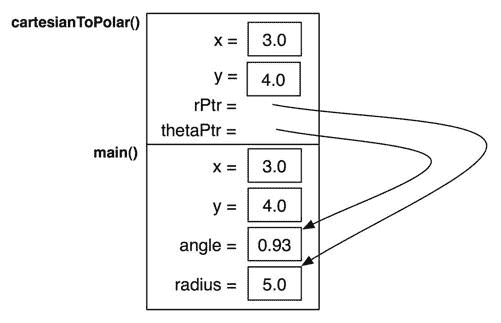 cartesianToPolar()
x = 3.0
y = 4.0
rPtr =
thetaPtr =
main()
x = 3.0
y = 4.0
angle = 0.93
radius = 5.0